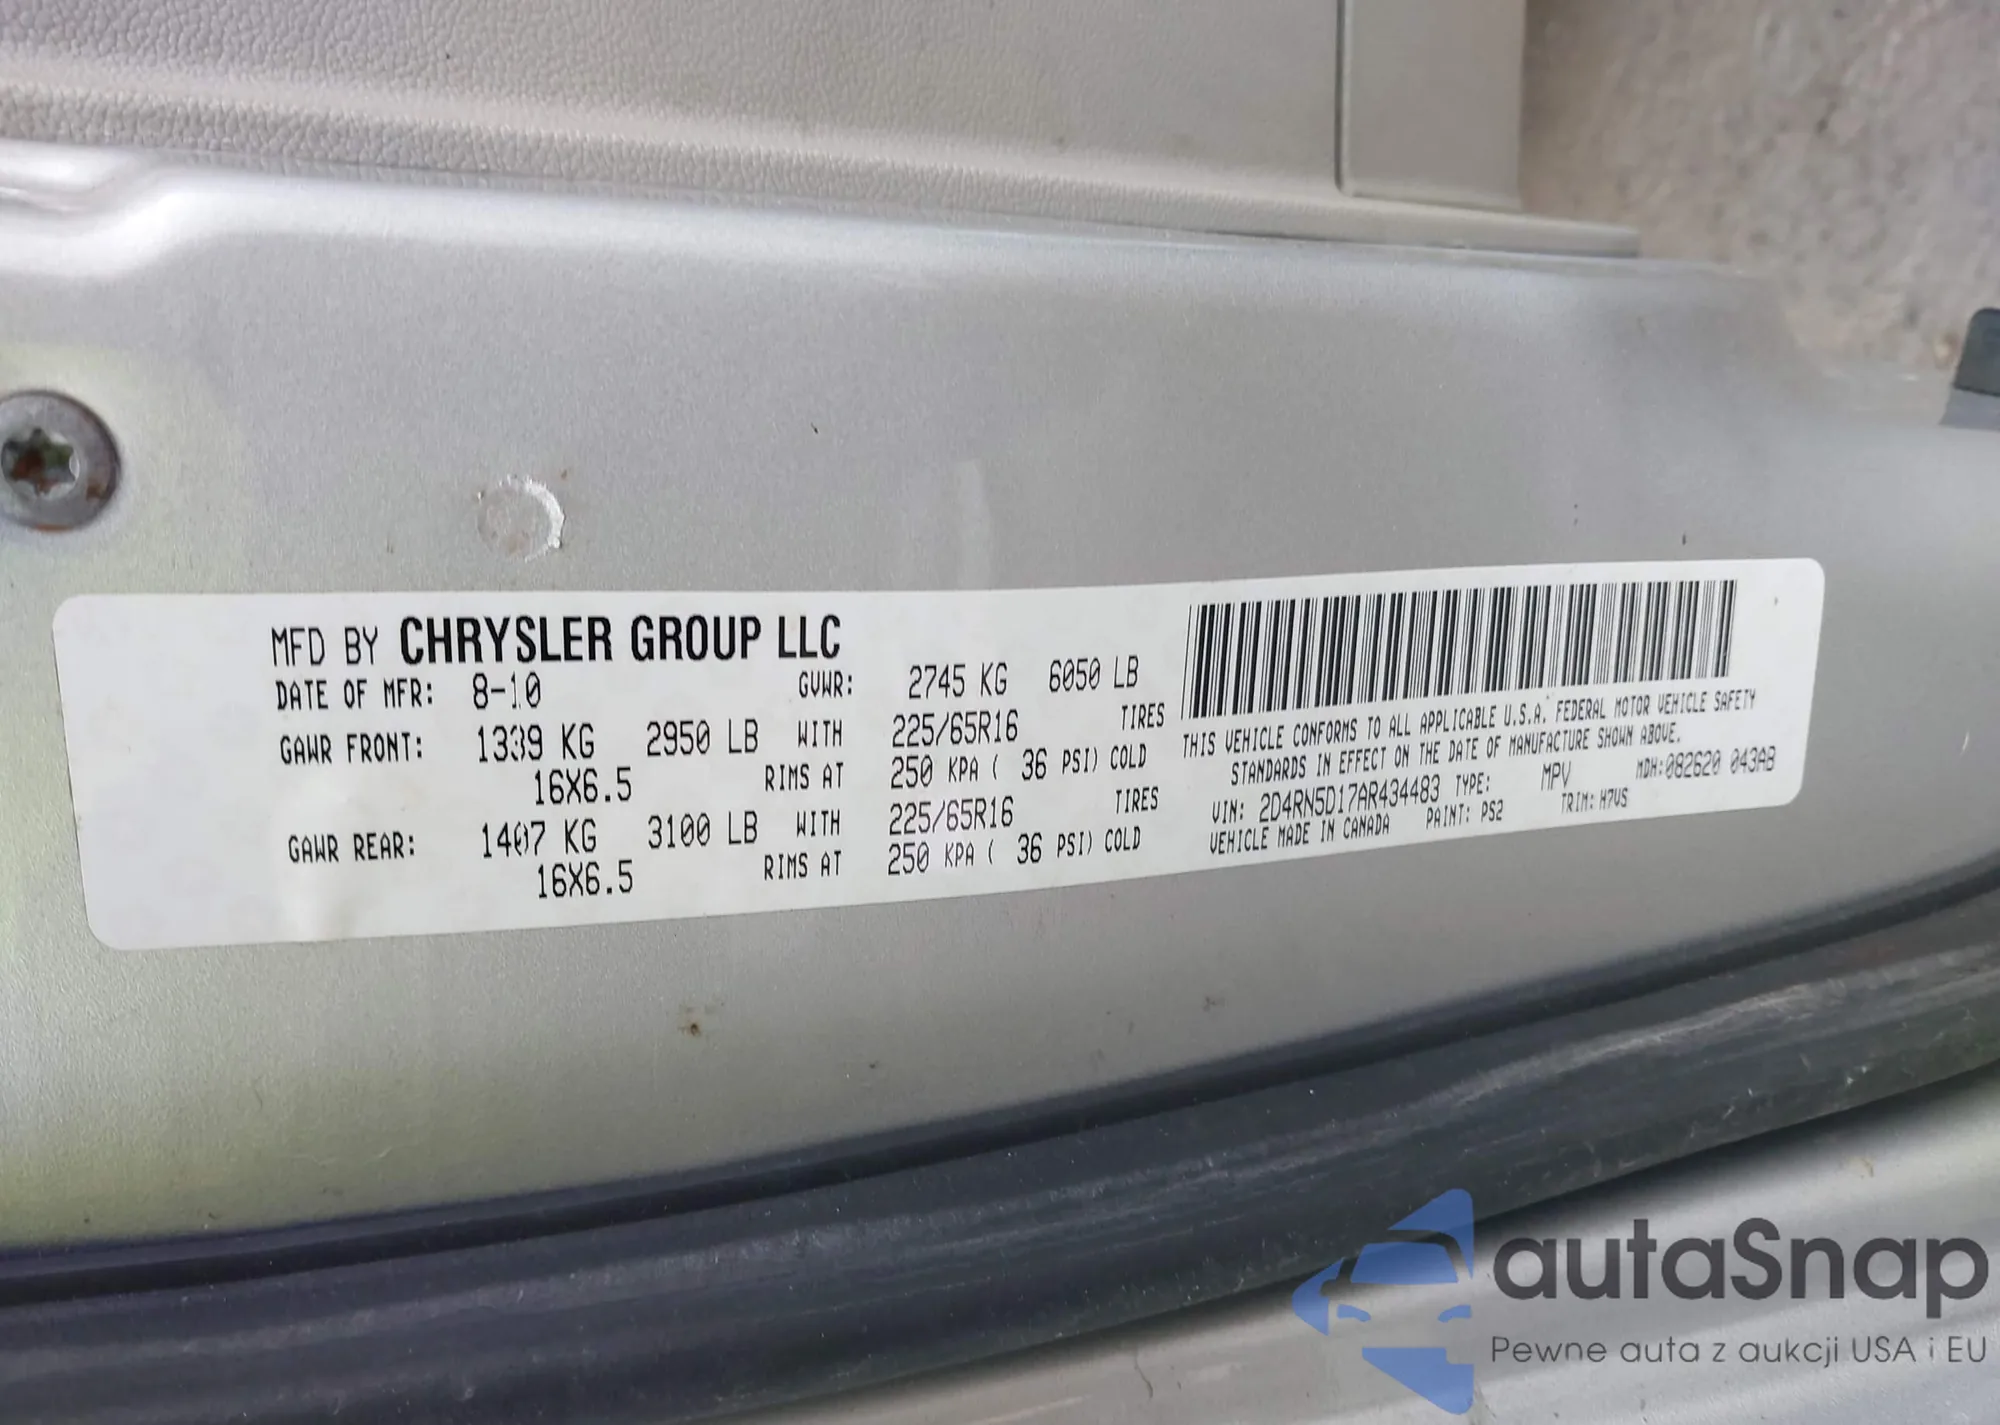 MFD BY CHRYSLER GROUP LLC
DATE OF MFR: 8-10 GVWR: 2745 KG 6050 LB
GAWR FRONT: 1339 KG 2950 LB WITH 225/65R16 TIRES
16X6.5 RIMS AT 250 KPA ( 36 PSI) COLD
GAWR REAR: 1407 KG 3100 LB WITH 225/65R16 TIRES
16X6.5 RIMS AT 250 KPA ( 36 PSI) COLD
THIS VEHICLE CONFORMS TO ALL APPLICABLE U.S.A. FEDERAL MOTOR VEHICLE SAFETY
STANDARDS IN EFFECT ON THE DATE OF MANUFACTURE SHOWN ABOVE.
VIN: 2D4RN5D17AR434483 TYPE: MPV MDH:082620 043AB
VEHICLE MADE IN CANADA PAINT: PS2 TRIM: H7VS
autaSnap
Pewne auta z aukcji USA i EU